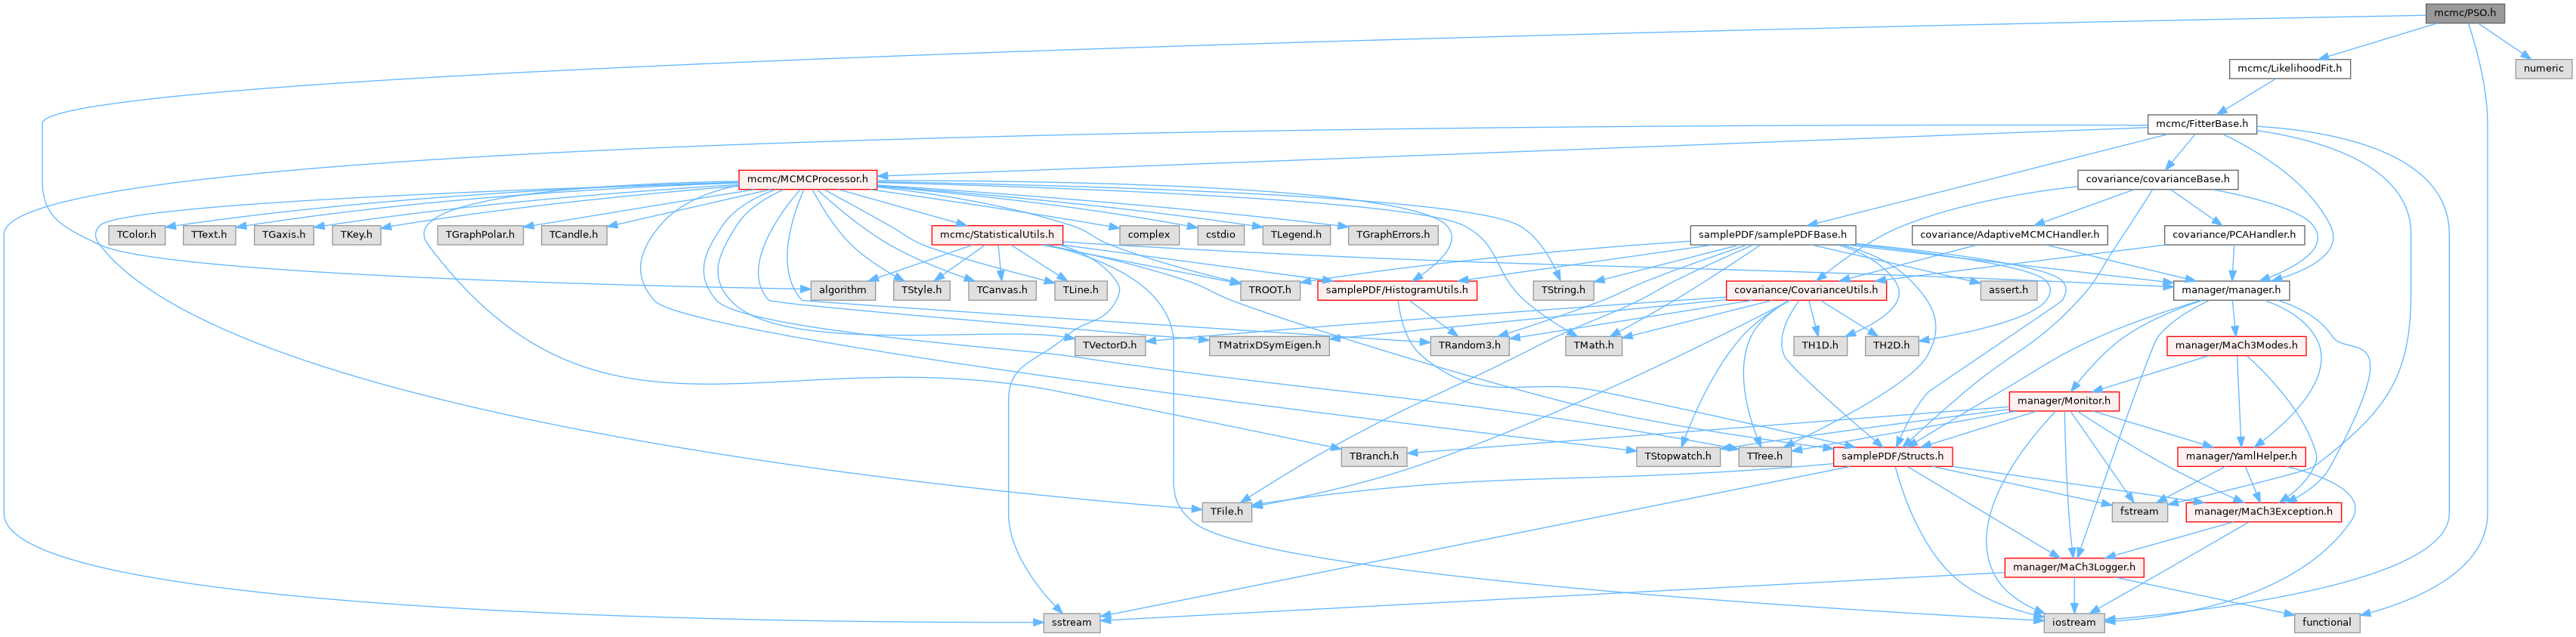 mcmc/PSO.h
mcmc/LikelihoodFit.h
numeric
mcmc/FitterBase.h
mcmc/MCMCProcessor.h
covariance/covarianceBase.h
TColor.h
TText.h
TGaxis.h
TKey.h
TGraphPolar.h
TCandle.h
mcmc/StatisticalUtils.h
complex
cstdio
TLegend.h
TGraphErrors.h
samplePDF/samplePDFBase.h
covariance/AdaptiveMCMCHandler.h
covariance/PCAHandler.h
algorithm
TStyle.h
TCanvas.h
TLine.h
TROOT.h
samplePDF/HistogramUtils.h
TString.h
covariance/CovarianceUtils.h
assert.h
manager/manager.h
TVectorD.h
TMatrixDSymEigen.h
TRandom3.h
TMath.h
TH1D.h
TH2D.h
manager/MaCh3Modes.h
manager/Monitor.h
TBranch.h
TStopwatch.h
TTree.h
samplePDF/Structs.h
manager/YamlHelper.h
TFile.h
fstream
manager/MaCh3Exception.h
manager/MaCh3Logger.h
sstream
iostream
functional